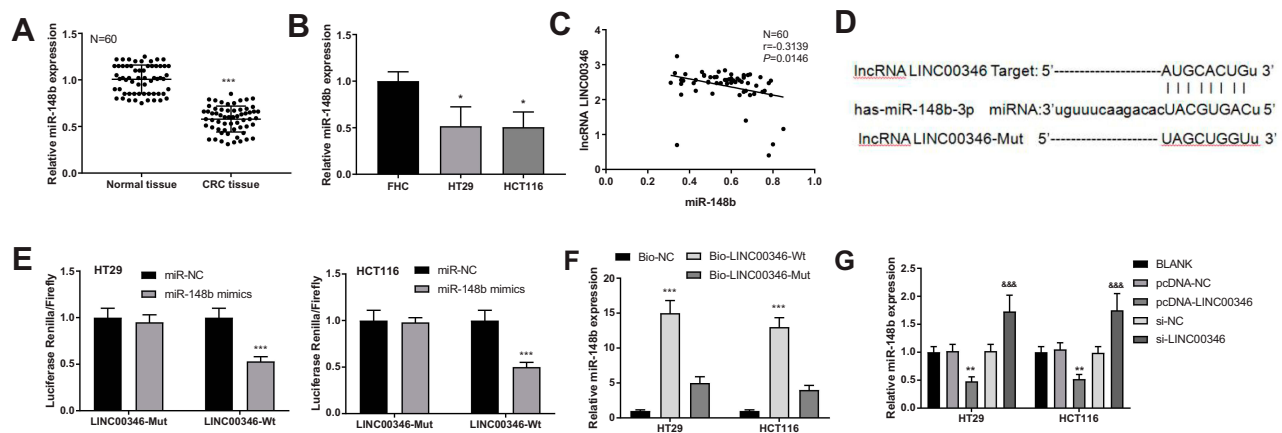 A
Relative miR-148b expression
N=60
***
1.5
1.0
0.5
0.0
Normal tissue
CRC tissue
B
Relative miR-148b expression
1.5
1.0
0.5
0.0
*
*
FHC
HT29
HCT116
C
lncRNA LINC00346
N=60
r=-0.3139
P=0.0146
4
3
2
1
0
0.0
0.2
0.4
0.6
0.8
1.0
miR-148b
D
lncRNA LINC00346 Target: 5’--------------------AUGCACUGu 3’
has-miR-148b-3p miRNA:3’uguuucaagacacUACGUGACu 5’
lncRNA LINC00346-Mut 5’--------------------UAGCUGGUu 3’
E
Luciferase Renilla/Firefly
HT29
miR-NC
miR-148b mimics
1.5
1.0
0.5
0.0
***
LINC00346-Mut
LINC00346-Wt
Luciferase Renilla/Firefly
HCT116
miR-NC
miR-148b mimics
1.5
1.0
0.5
0.0
***
LINC00346-Mut
LINC00346-Wt
F
Relative miR-148b expression
Bio-NC
Bio-LINC00346-Wt
Bio-LINC00346-Mut
20
15
10
5
0
***
***
HT29
HCT116
G
Relative miR-148b expression
2.5
2.0
1.5
1.0
0.5
0.0
**
&&&
**
&&&
HT29
HCT116
BLANK
pcDNA-NC
pcDNA-LINC00346
si-NC
si-LINC00346